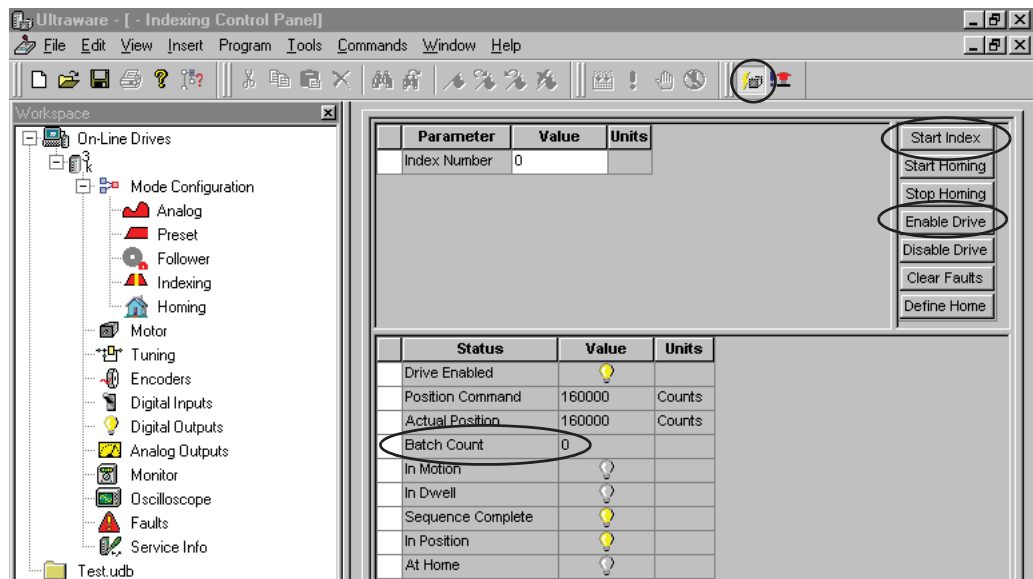 Ultraware - [ - Indexing Control Panel]
File Edit View Insert Program Tools Commands Window Help
Workspace
On-Line Drives
3k
Mode Configuration
Analog
Preset
Follower
Indexing
Homing
Motor
Tuning
Encoders
Digital Inputs
Digital Outputs
Analog Outputs
Monitor
Oscilloscope
Faults
Service Info
Test.udb
Parameter Value Units
Index Number 0
Start Index
Start Homing
Stop Homing
Enable Drive
Disable Drive
Clear Faults
Define Home
Status Value Units
Drive Enabled
Position Command 160000 Counts
Actual Position 160000 Counts
Batch Count 0
In Motion
In Dwell
Sequence Complete
In Position
At Home